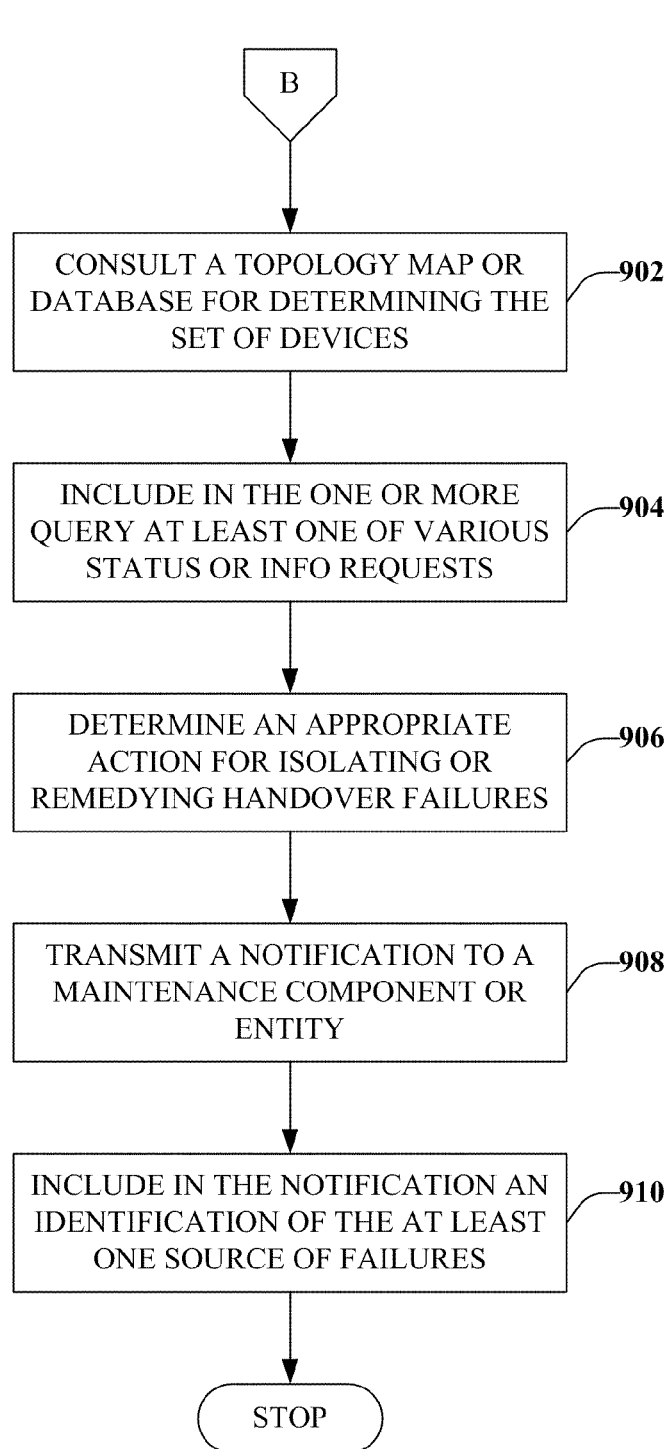 B
CONSULT A TOPOLOGY MAP OR
DATABASE FOR DETERMINING THE
SET OF DEVICES
902
INCLUDE IN THE ONE OR MORE
QUERY AT LEAST ONE OF VARIOUS
STATUS OR INFO REQUESTS
904
DETERMINE AN APPROPRIATE
ACTION FOR ISOLATING OR
REMEDYING HANDOVER FAILURES
906
TRANSMIT A NOTIFICATION TO A
MAINTENANCE COMPONENT OR
ENTITY
908
INCLUDE IN THE NOTIFICATION AN
IDENTIFICATION OF THE AT LEAST
ONE SOURCE OF FAILURES
910
STOP